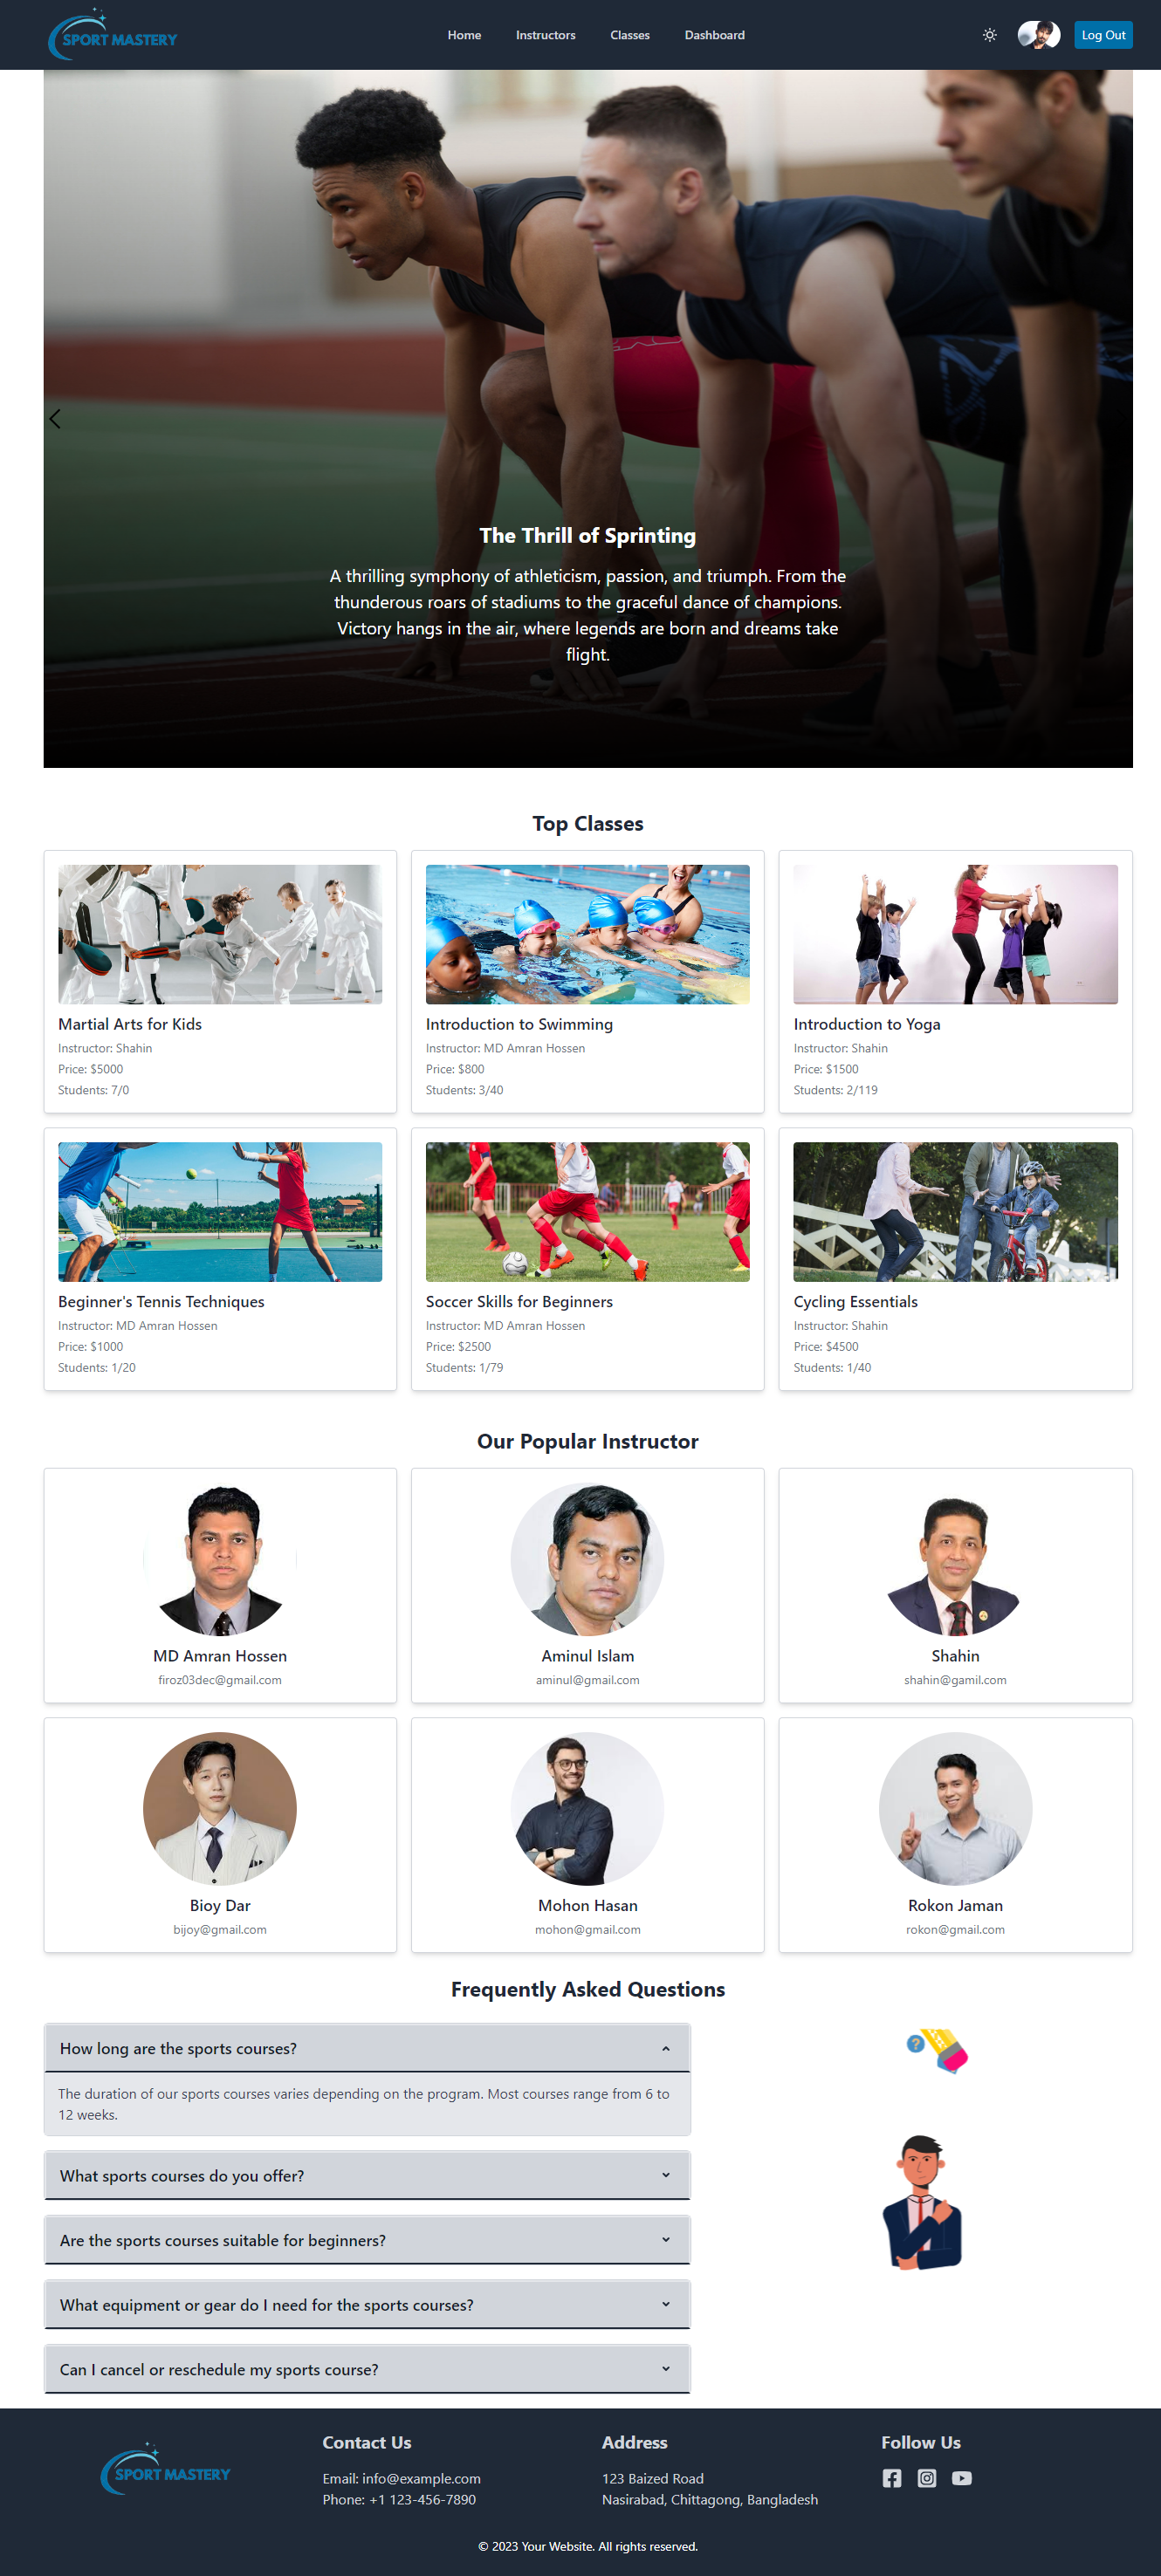 SPORT MASTERY
Home
Instructors
Classes
Dashboard
Log Out
The Thrill of Sprinting
A thrilling symphony of athleticism, passion, and triumph. From the
thunderous roars of stadiums to the graceful dance of champions.
Victory hangs in the air, where legends are born and dreams take
flight.
Top Classes
Martial Arts for Kids
Instructor: Shahin
Price: $5000
Students: 7/0
Introduction to Swimming
Instructor: MD Amran Hossen
Price: $800
Students: 3/40
Introduction to Yoga
Instructor: Shahin
Price: $1500
Students: 2/119
Beginner's Tennis Techniques
Instructor: MD Amran Hossen
Price: $1000
Students: 1/20
Soccer Skills for Beginners
Instructor: MD Amran Hossen
Price: $2500
Students: 1/79
Cycling Essentials
Instructor: Shahin
Price: $4500
Students: 1/40
Our Popular Instructor
MD Amran Hossen
firoz03dec@gmail.com
Aminul Islam
aminul@gmail.com
Shahin
shahin@gamil.com
Bioy Dar
bijoy@gmail.com
Mohon Hasan
mohon@gmail.com
Rokon Jaman
rokon@gmail.com
Frequently Asked Questions
How long are the sports courses?
The duration of our sports courses varies depending on the program. Most courses range from 6 to
12 weeks.
What sports courses do you offer?
Are the sports courses suitable for beginners?
What equipment or gear do I need for the sports courses?
Can I cancel or reschedule my sports course?
?
SPORT MASTERY
Contact Us
Email: info@example.com
Phone: +1 123-456-7890
Address
123 Baized Road
Nasirabad, Chittagong, Bangladesh
Follow Us
© 2023 Your Website. All rights reserved.